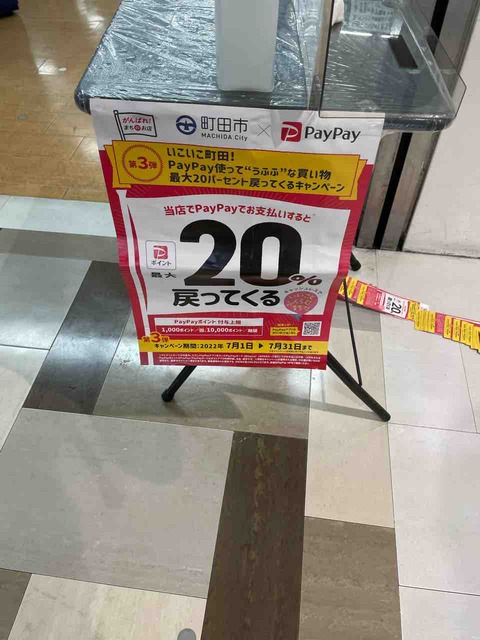 がんばれ!
まちのお店
町田市
MACHIDA City
×
PayPay
第3弾
いこいこ町田!
PayPay使って“うふふ”な買い物
最大20パーセント戻ってくるキャンペーン
当店でPayPayでお支払いすると
ポイント
最大
20%
戻ってくる
PayPayポイント 付与上限
1,000ポイント/回、10,000ポイント/期間
第3弾
キャンペーン期間:2022年 7月1日 ▶ 7月31日まで
20